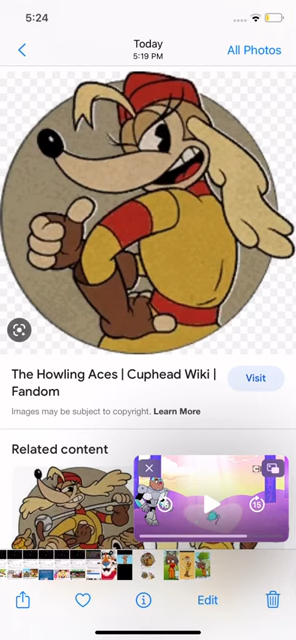 5:24
Today
5:19 PM
All Photos
The Howling Aces | Cuphead Wiki |
Fandom
Visit
Images may be subject to copyright. Learn More
Related content
15
15
Edit